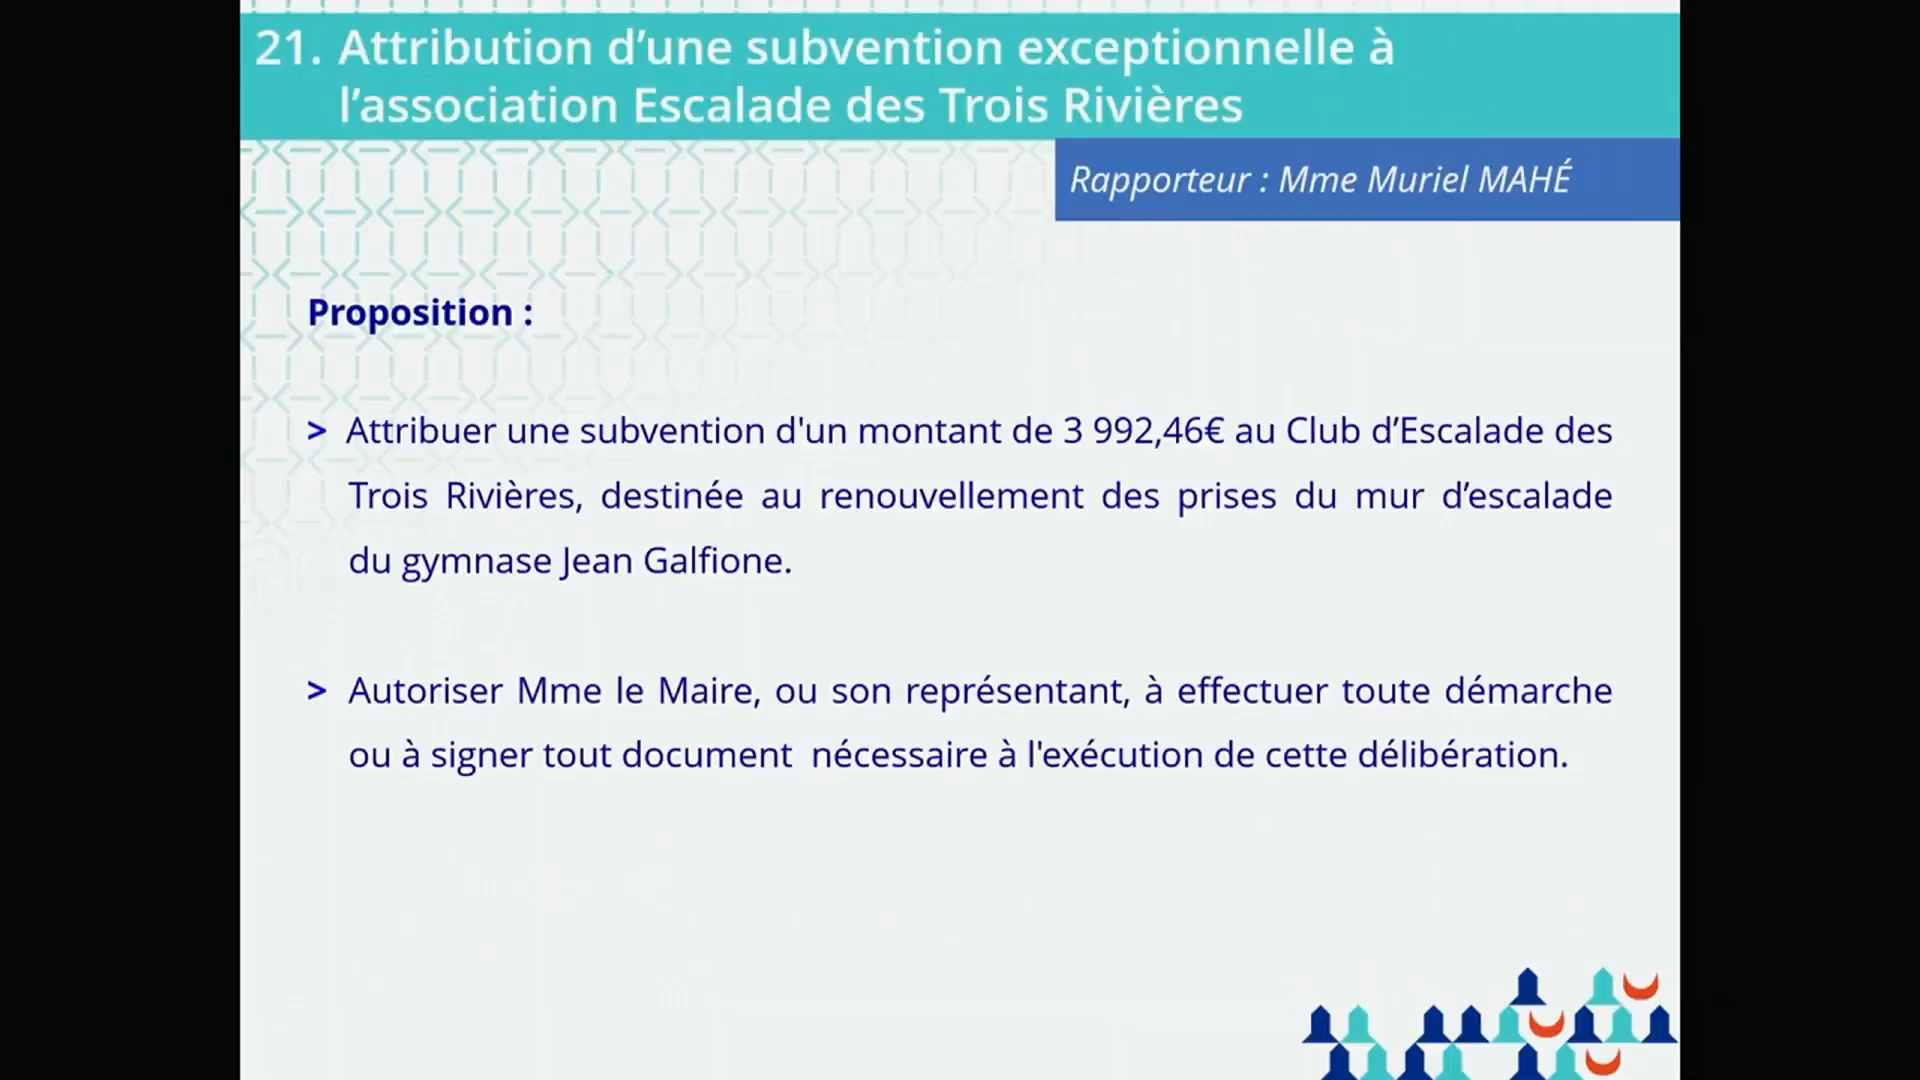 21. Attribution d’une subvention exceptionnelle à
l’association Escalade des Trois Rivières
Rapporteur : Mme Muriel MAHÉ
Proposition :
> Attribuer une subvention d'un montant de 3 992,46€ au Club d’Escalade des
Trois Rivières, destinée au renouvellement des prises du mur d’escalade
du gymnase Jean Galfione.
> Autoriser Mme le Maire, ou son représentant, à effectuer toute démarche
ou à signer tout document  nécessaire à l'exécution de cette délibération.